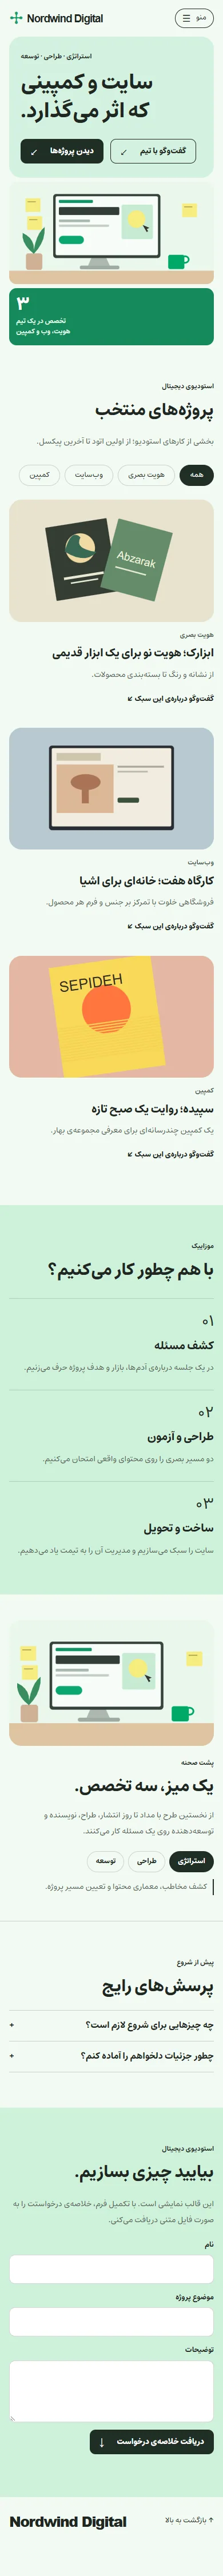 Nordwind Digital
منو
استراتژی · طراحی · توسعه
سایت و کمپینی
که اثر می‌گذارد.
گفت‌وگو با تیم
دیدن پروژه‌ها
۳
تخصص در یک تیم
هویت، وب و کمپین
استودیوی دیجیتال
پروژه‌های منتخب
بخشی از کارهای استودیو؛ از اولین اتود تا آخرین پیکسل.
همه
هویت بصری
وب‌سایت
کمپین
Abzarak
هویت بصری
ابزارک؛ هویت نو برای یک ابزار قدیمی
از نشانه و رنگ تا بسته‌بندی محصولات.
گفت‌وگو درباره‌ی این سبک ↙
وب‌سایت
کارگاه هفت؛ خانه‌ای برای اشیا
فروشگاهی خلوت با تمرکز بر جنس و فرم هر محصول.
گفت‌وگو درباره‌ی این سبک ↙
SEPIDEH
کمپین
سپیده؛ روایت یک صبح تازه
یک کمپین چندرسانه‌ای برای معرفی مجموعه‌ی بهار.
گفت‌وگو درباره‌ی این سبک ↙
موزاییک
با هم چطور کار می‌کنیم؟
۰۱
کشف مسئله
در یک جلسه درباره‌ی آدم‌ها، بازار و هدف پروژه حرف می‌زنیم.
۰۲
طراحی و آزمون
دو مسیر بصری را روی محتوای واقعی امتحان می‌کنیم.
۰۳
ساخت و تحویل
سایت را سبک می‌سازیم و مدیریت آن را به تیمت یاد می‌دهیم.
پشت صحنه
یک میز، سه تخصص.
از نخستین طرح با مداد تا روز انتشار، طراح، نویسنده و
توسعه‌دهنده روی یک مسئله کار می‌کنند.
استراتژی
طراحی
توسعه
کشف مخاطب، معماری محتوا و تعیین مسیر پروژه.
پیش از شروع
پرسش‌های رایج
چه چیزهایی برای شروع لازم است؟
+
چطور جزئیات دلخواهم را آماده کنم؟
+
استودیوی دیجیتال
بیایید چیزی بسازیم.
این قالب نمایشی است. با تکمیل فرم، خلاصه‌ی درخواستت را به
صورت فایل متنی دریافت می‌کنی.
نام
موضوع پروژه
توضیحات
دریافت خلاصه‌ی درخواست ↓
↑ بازگشت به بالا
Nordwind Digital